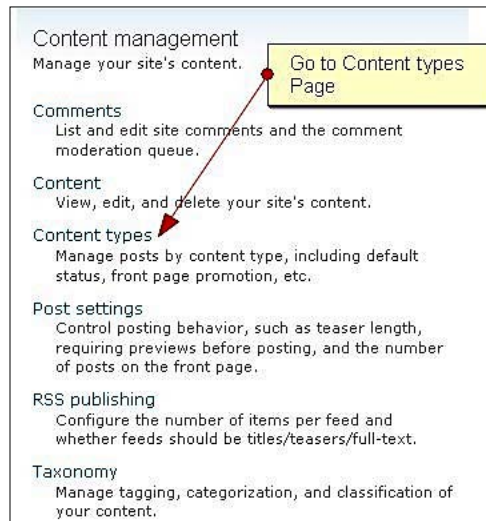 Content management
Manage your site's content.
Go to Content types
Page
Comments
List and edit site comments and the comment
moderation queue.
Content
View, edit, and delete your site's content.
Content types
Manage posts by content type, including default
status, front page promotion, etc.
Post settings
Control posting behavior, such as teaser length,
requiring previews before posting, and the number
of posts on the front page.
RSS publishing
Configure the number of items per feed and
whether feeds should be titles/teasers/full-text.
Taxonomy
Manage tagging, categorization, and classification of
your content.